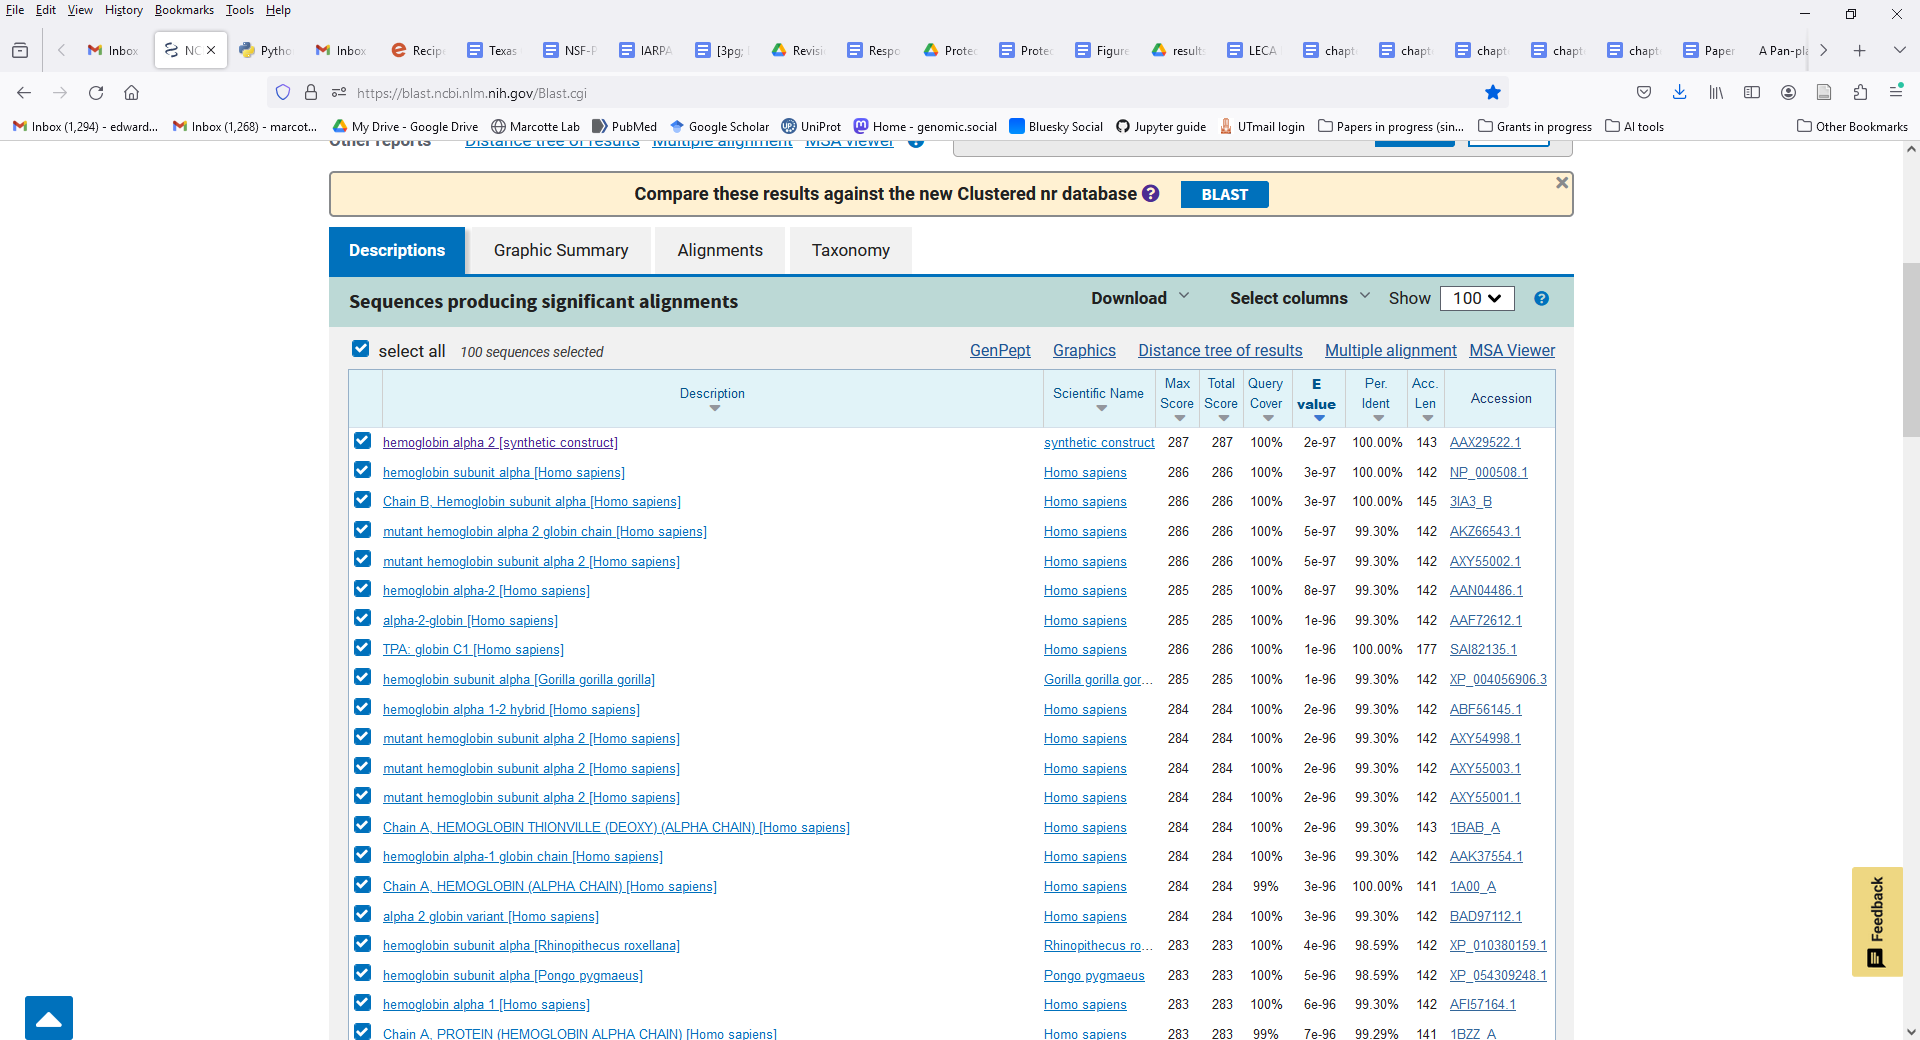 File Edit View History Bookmarks Tools Help
Inbox NC Python Inbox Recip Texas NSF-P IARPA [3pg; Revisi Respo Protec Protec Figure results LECA chapt chapt chapt chapt chapt Paper A Pan-pla
https://blast.ncbi.nlm.nih.gov/Blast.cgi
Inbox (1,294) - edward... Inbox (1,268) - marcot... My Drive - Google Drive Marcotte Lab PubMed Google Scholar UniProt Home - genomic.social Bluesky Social Jupyter guide UTmail login Papers in progress (sin... Grants in progress AI tools Other Bookmarks
Other reports Distance tree of results Multiple alignment MSA viewer
Compare these results against the new Clustered nr database ? BLAST
Descriptions Graphic Summary Alignments Taxonomy
Sequences producing significant alignments Download Select columns Show 100 ?
select all 100 sequences selected GenPept Graphics Distance tree of results Multiple alignment MSA Viewer
Description Scientific Name Max Score Total Score Query Cover E value Per. Ident Acc. Len Accession
hemoglobin alpha 2 [synthetic construct] synthetic construct 287 287 100% 2e-97 100.00% 143 AAX29522.1
hemoglobin subunit alpha [Homo sapiens] Homo sapiens 286 286 100% 3e-97 100.00% 142 NP_000508.1
Chain B, Hemoglobin subunit alpha [Homo sapiens] Homo sapiens 286 286 100% 3e-97 100.00% 145 3IA3_B
mutant hemoglobin alpha 2 globin chain [Homo sapiens] Homo sapiens 286 286 100% 5e-97 99.30% 142 AKZ66543.1
mutant hemoglobin subunit alpha 2 [Homo sapiens] Homo sapiens 286 286 100% 5e-97 99.30% 142 AXY55002.1
hemoglobin alpha-2 [Homo sapiens] Homo sapiens 285 285 100% 8e-97 99.30% 142 AAN04486.1
alpha-2-globin [Homo sapiens] Homo sapiens 285 285 100% 1e-96 99.30% 142 AAF72612.1
TPA: globin C1 [Homo sapiens] Homo sapiens 286 286 100% 1e-96 100.00% 177 SAI82135.1
hemoglobin subunit alpha [Gorilla gorilla gorilla] Gorilla gorilla gor... 285 285 100% 1e-96 99.30% 142 XP_004056906.3
hemoglobin alpha 1-2 hybrid [Homo sapiens] Homo sapiens 284 284 100% 2e-96 99.30% 142 ABF56145.1
mutant hemoglobin subunit alpha 2 [Homo sapiens] Homo sapiens 284 284 100% 2e-96 99.30% 142 AXY54998.1
mutant hemoglobin subunit alpha 2 [Homo sapiens] Homo sapiens 284 284 100% 2e-96 99.30% 142 AXY55003.1
mutant hemoglobin subunit alpha 2 [Homo sapiens] Homo sapiens 284 284 100% 2e-96 99.30% 142 AXY55001.1
Chain A, HEMOGLOBIN THIONVILLE (DEOXY) (ALPHA CHAIN) [Homo sapiens] Homo sapiens 284 284 100% 2e-96 99.30% 143 1BAB_A
hemoglobin alpha-1 globin chain [Homo sapiens] Homo sapiens 284 284 100% 3e-96 99.30% 142 AAK37554.1
Chain A, HEMOGLOBIN (ALPHA CHAIN) [Homo sapiens] Homo sapiens 284 284 99% 3e-96 100.00% 141 1A00_A
alpha 2 globin variant [Homo sapiens] Homo sapiens 284 284 100% 3e-96 99.30% 142 BAD97112.1
hemoglobin subunit alpha [Rhinopithecus roxellana] Rhinopithecus ro... 283 283 100% 4e-96 98.59% 142 XP_010380159.1
hemoglobin subunit alpha [Pongo pygmaeus] Pongo pygmaeus 283 283 100% 5e-96 98.59% 142 XP_054309248.1
hemoglobin alpha 1 [Homo sapiens] Homo sapiens 283 283 100% 6e-96 99.30% 142 AFI57164.1
Chain A, PROTEIN (HEMOGLOBIN ALPHA CHAIN) [Homo sapiens] Homo sapiens 283 283 99% 7e-96 99.29% 141 1BZZ_A
Feedback